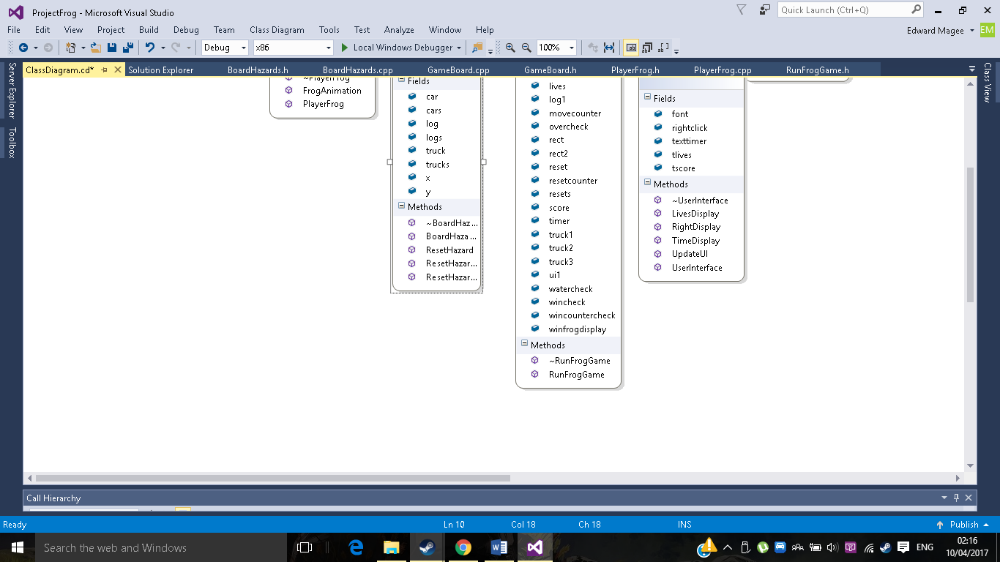 ProjectFrog - Microsoft Visual Studio
Quick Launch (Ctrl+Q)
File Edit View Project Build Debug Team Class Diagram Tools Test Analyze Window Help
Edward Magee
EM
Debug x86 Local Windows Debugger 100%
ClassDiagram.cd* Solution Explorer BoardHazards.h BoardHazards.cpp GameBoard.cpp GameBoard.h PlayerFrog.h PlayerFrog.cpp RunFrogGame.h
Server Explorer
Toolbox
Class View
~PlayerFrog
FrogAnimation
PlayerFrog
Fields
car
cars
log
logs
truck
trucks
x
y
Methods
~BoardHaz...
BoardHaza...
ResetHazard
ResetHazar...
ResetHazar...
lives
log1
movecounter
overcheck
rect
rect2
reset
resetcounter
resets
score
timer
truck1
truck2
truck3
ui1
watercheck
wincheck
wincountercheck
winfrogdisplay
Methods
~RunFrogGame
RunFrogGame
Fields
font
rightclick
texttimer
tlives
tscore
Methods
~UserInterface
LivesDisplay
RightDisplay
TimeDisplay
UpdateUI
UserInterface
Call Hierarchy
Ready Ln 10 Col 18 Ch 18 INS Publish
Search the web and Windows
ENG
02:16
10/04/2017